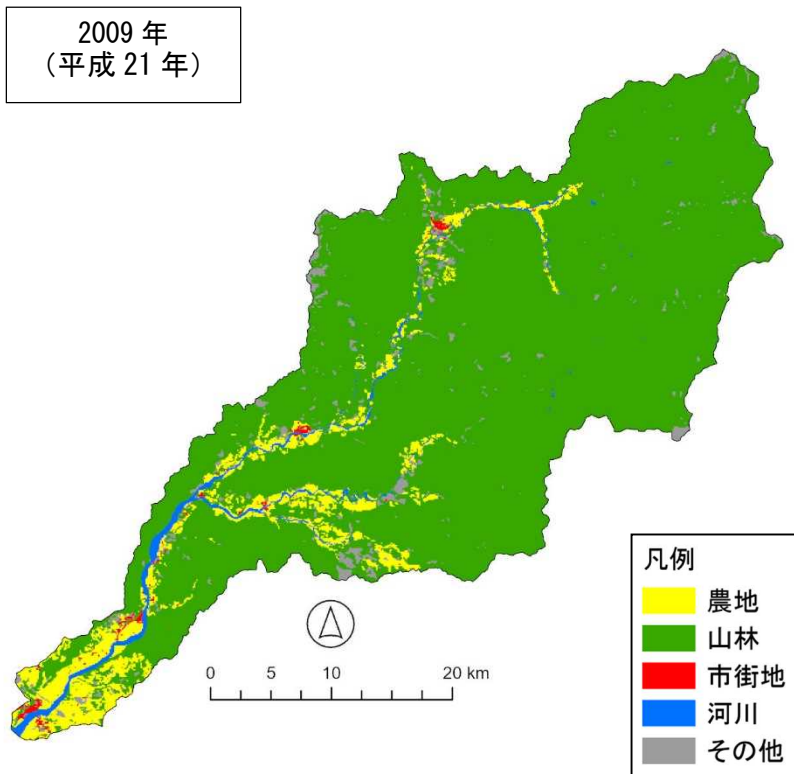 2009 年
（平成 21 年）
0 5 10 20 km
凡例
農地
山林
市街地
河川
その他